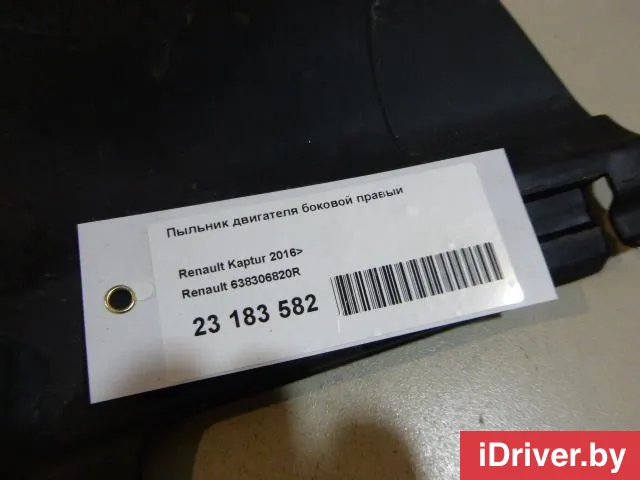 Пыльник двигателя боковой правый
Renault Kaptur 2016>
Renault 638306820R
23 183 582
iDriver.by